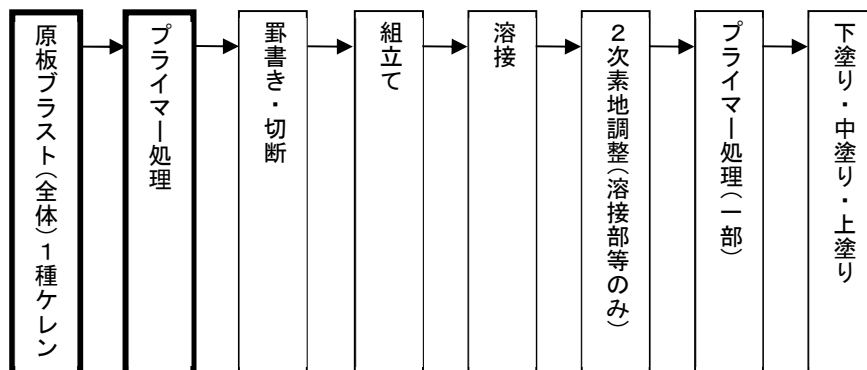 原板ブラスト(全体)１種ケレン
プライマー処理
罫書き・切断
組立て
溶接
２次素地調整(溶接部等のみ)
プライマー処理(一部)
下塗り・中塗り・上塗り